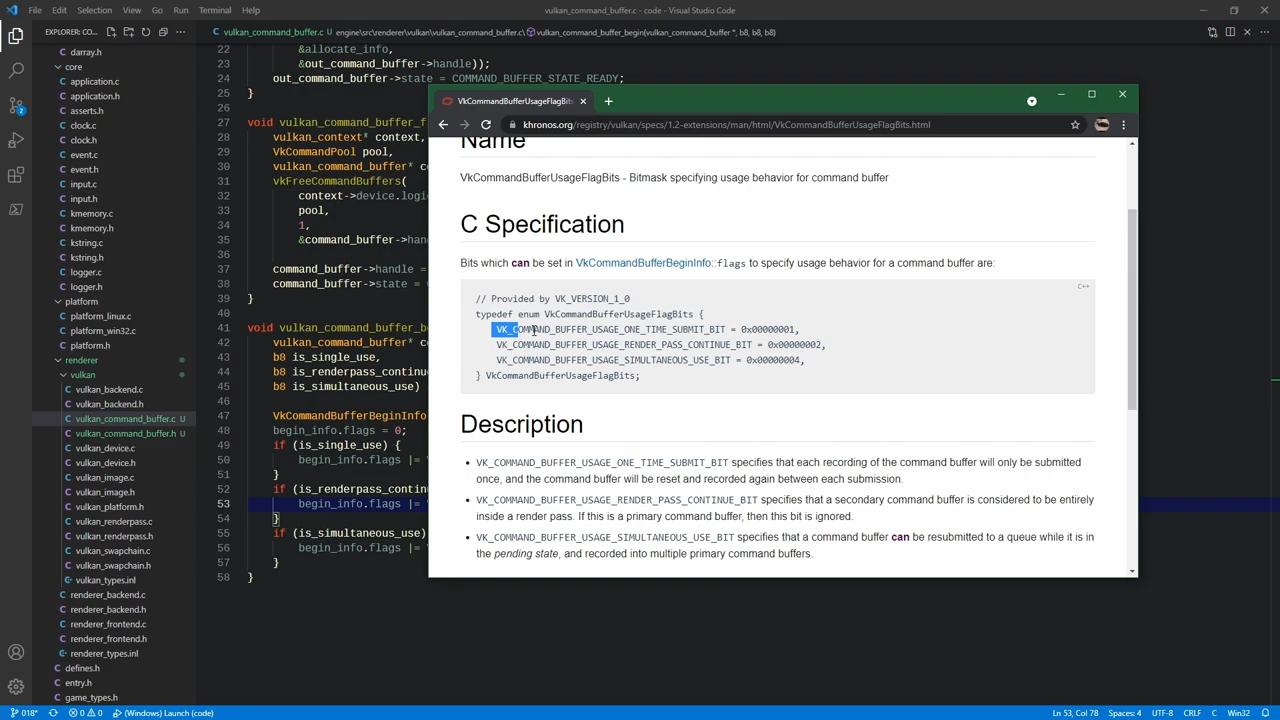 File Edit Selection View Go Run Terminal Help
vulkan_command_buffer.c - code - Visual Studio Code
EXPLORER: CO...
darray.h
core
application.c
application.h
asserts.h
clock.c
clock.h
event.c
event.h
input.c
input.h
kmemory.c
kmemory.h
kstring.c
kstring.h
logger.c
logger.h
platform
platform_linux.c
platform_win32.c
platform.h
renderer
vulkan
vulkan_backend.c
vulkan_backend.h
vulkan_command_buffer.c U
vulkan_command_buffer.h U
vulkan_device.c
vulkan_device.h
vulkan_image.c
vulkan_image.h
vulkan_platform.h
vulkan_renderpass.c
vulkan_renderpass.h
vulkan_swapchain.c
vulkan_swapchain.h
vulkan_types.inl
renderer_backend.c
renderer_backend.h
renderer_frontend.c
renderer_frontend.h
renderer_types.inl
defines.h
entry.h
game_types.h
vulkan_command_buffer.c U engine\src\renderer\vulkan\vulkan_command_buffer.c vulkan_command_buffer_begin(vulkan_command_buffer *, b8, b8, b8)
22 &allocate_info,
23 &out_command_buffer->handle));
24 out_command_buffer->state = COMMAND_BUFFER_STATE_READY;
25 }
26
27 void vulkan_command_buffer_f
28 vulkan_context* context,
29 VkCommandPool pool,
30 vulkan_command_buffer* co
31 vkFreeCommandBuffers(
32 context->device.logi
33 pool,
34 1,
35 &command_buffer->han
36
37 command_buffer->handle =
38 command_buffer->state =
39 }
40
41 void vulkan_command_buffer_b
42 vulkan_command_buffer* co
43 b8 is_single_use,
44 b8 is_renderpass_continue
45 b8 is_simultaneous_use)
46
47 VkCommandBufferBeginInfo
48 begin_info.flags = 0;
49 if (is_single_use) {
50 begin_info.flags |=
51 }
52 if (is_renderpass_continu
53 begin_info.flags |=
54 }
55 if (is_simultaneous_use)
56 begin_info.flags |=
57 }
58 }
VkCommandBufferUsageFlagBits
khronos.org/registry/vulkan/specs/1.2-extensions/man/html/VkCommandBufferUsageFlagBits.html
Name
VkCommandBufferUsageFlagBits - Bitmask specifying usage behavior for command buffer
C Specification
Bits which can be set in VkCommandBufferBeginInfo::flags to specify usage behavior for a command buffer are:
C++
// Provided by VK_VERSION_1_0
typedef enum VkCommandBufferUsageFlagBits {
VK_COMMAND_BUFFER_USAGE_ONE_TIME_SUBMIT_BIT = 0x00000001,
VK_COMMAND_BUFFER_USAGE_RENDER_PASS_CONTINUE_BIT = 0x00000002,
VK_COMMAND_BUFFER_USAGE_SIMULTANEOUS_USE_BIT = 0x00000004,
} VkCommandBufferUsageFlagBits;
Description
• VK_COMMAND_BUFFER_USAGE_ONE_TIME_SUBMIT_BIT specifies that each recording of the command buffer will only be submitted
once, and the command buffer will be reset and recorded again between each submission.
• VK_COMMAND_BUFFER_USAGE_RENDER_PASS_CONTINUE_BIT specifies that a secondary command buffer is considered to be entirely
inside a render pass. If this is a primary command buffer, then this bit is ignored.
• VK_COMMAND_BUFFER_USAGE_SIMULTANEOUS_USE_BIT specifies that a command buffer can be resubmitted to a queue while it is in
the pending state, and recorded into multiple primary command buffers.
018* 0 0 (Windows) Launch (code)
Ln 53, Col 78 Spaces: 4 UTF-8 CRLF C Win32